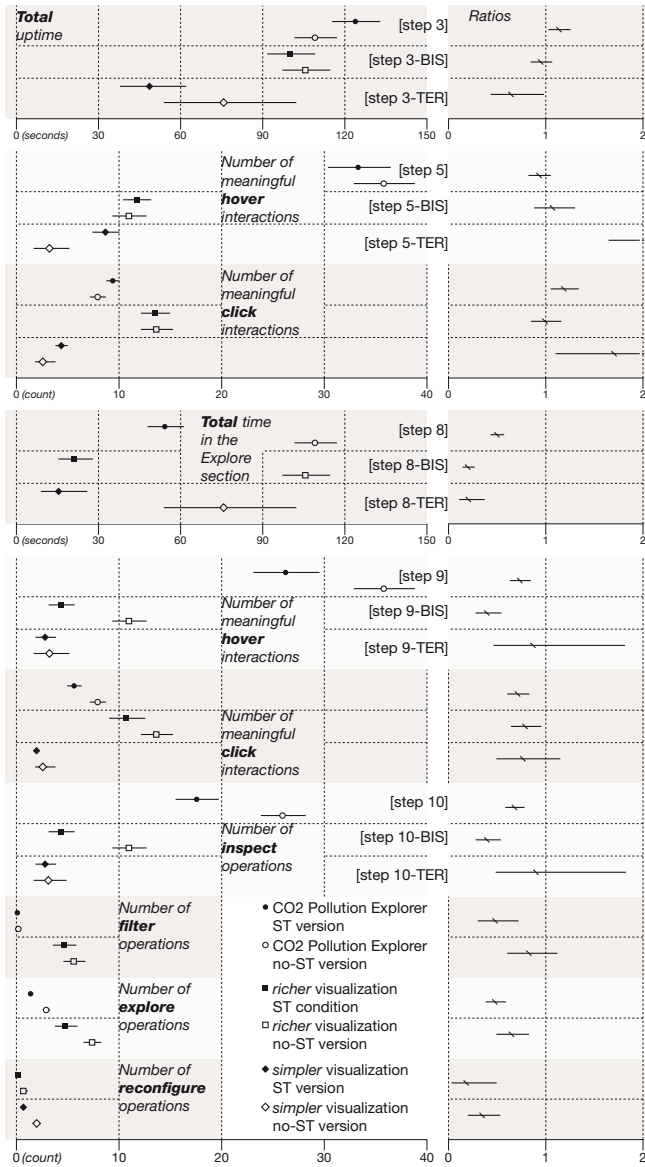 Total
uptime
[step 3]
Ratios
[step 3-BIS]
[step 3-TER]
0 (seconds) 30 60 90 120 150 0 1 2
Number of
meaningful
hover
interactions
[step 5]
[step 5-BIS]
[step 5-TER]
Number of
meaningful
click
interactions
0 (count) 10 20 30 40 0 1 2
Total time
in the
Explore
section
[step 8]
[step 8-BIS]
[step 8-TER]
0 (seconds) 30 60 90 120 150 0 1 2
[step 9]
Number of
meaningful
hover
interactions
[step 9-BIS]
[step 9-TER]
Number of
meaningful
click
interactions
[step 10]
Number of
inspect
operations
[step 10-BIS]
[step 10-TER]
Number of
filter
operations
CO2 Pollution Explorer
ST version
CO2 Pollution Explorer
no-ST version
Number of
explore
operations
richer visualization
ST condition
richer visualization
no-ST version
Number of
reconfigure
operations
simpler visualization
ST version
simpler visualization
no-ST version
0 (count) 10 20 30 40 0 1 2